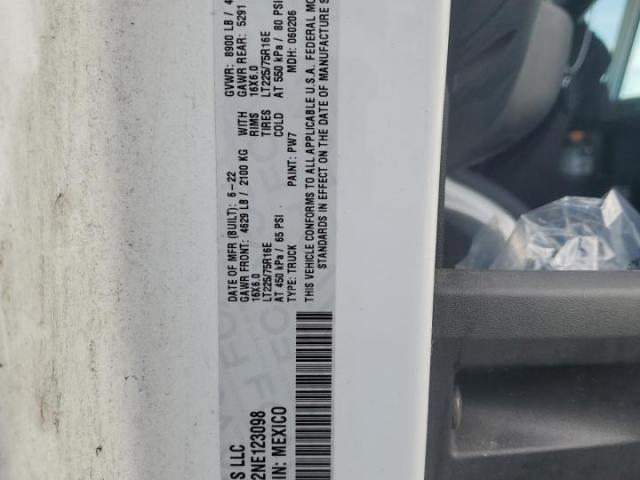 S LLC
DATE OF MFR (BUILT): 6-22 GVWR: 8900 LB / 4
GAWR FRONT: 4629 LB / 2100 KG WITH GAWR REAR: 5291
16X6.0 RIMS 16X6.0
LT225/75R16E TIRES LT225/75R16E
AT 450 kPa / 65 PSI COLD AT 550 kPa / 80 PSI
TYPE: TRUCK PAINT: PW7 MDH: 060206
THIS VEHICLE CONFORMS TO ALL APPLICABLE U.S.A. FEDERAL MO
STANDARDS IN EFFECT ON THE DATE OF MANUFACTURE S
2NE123098
IN: MEXICO